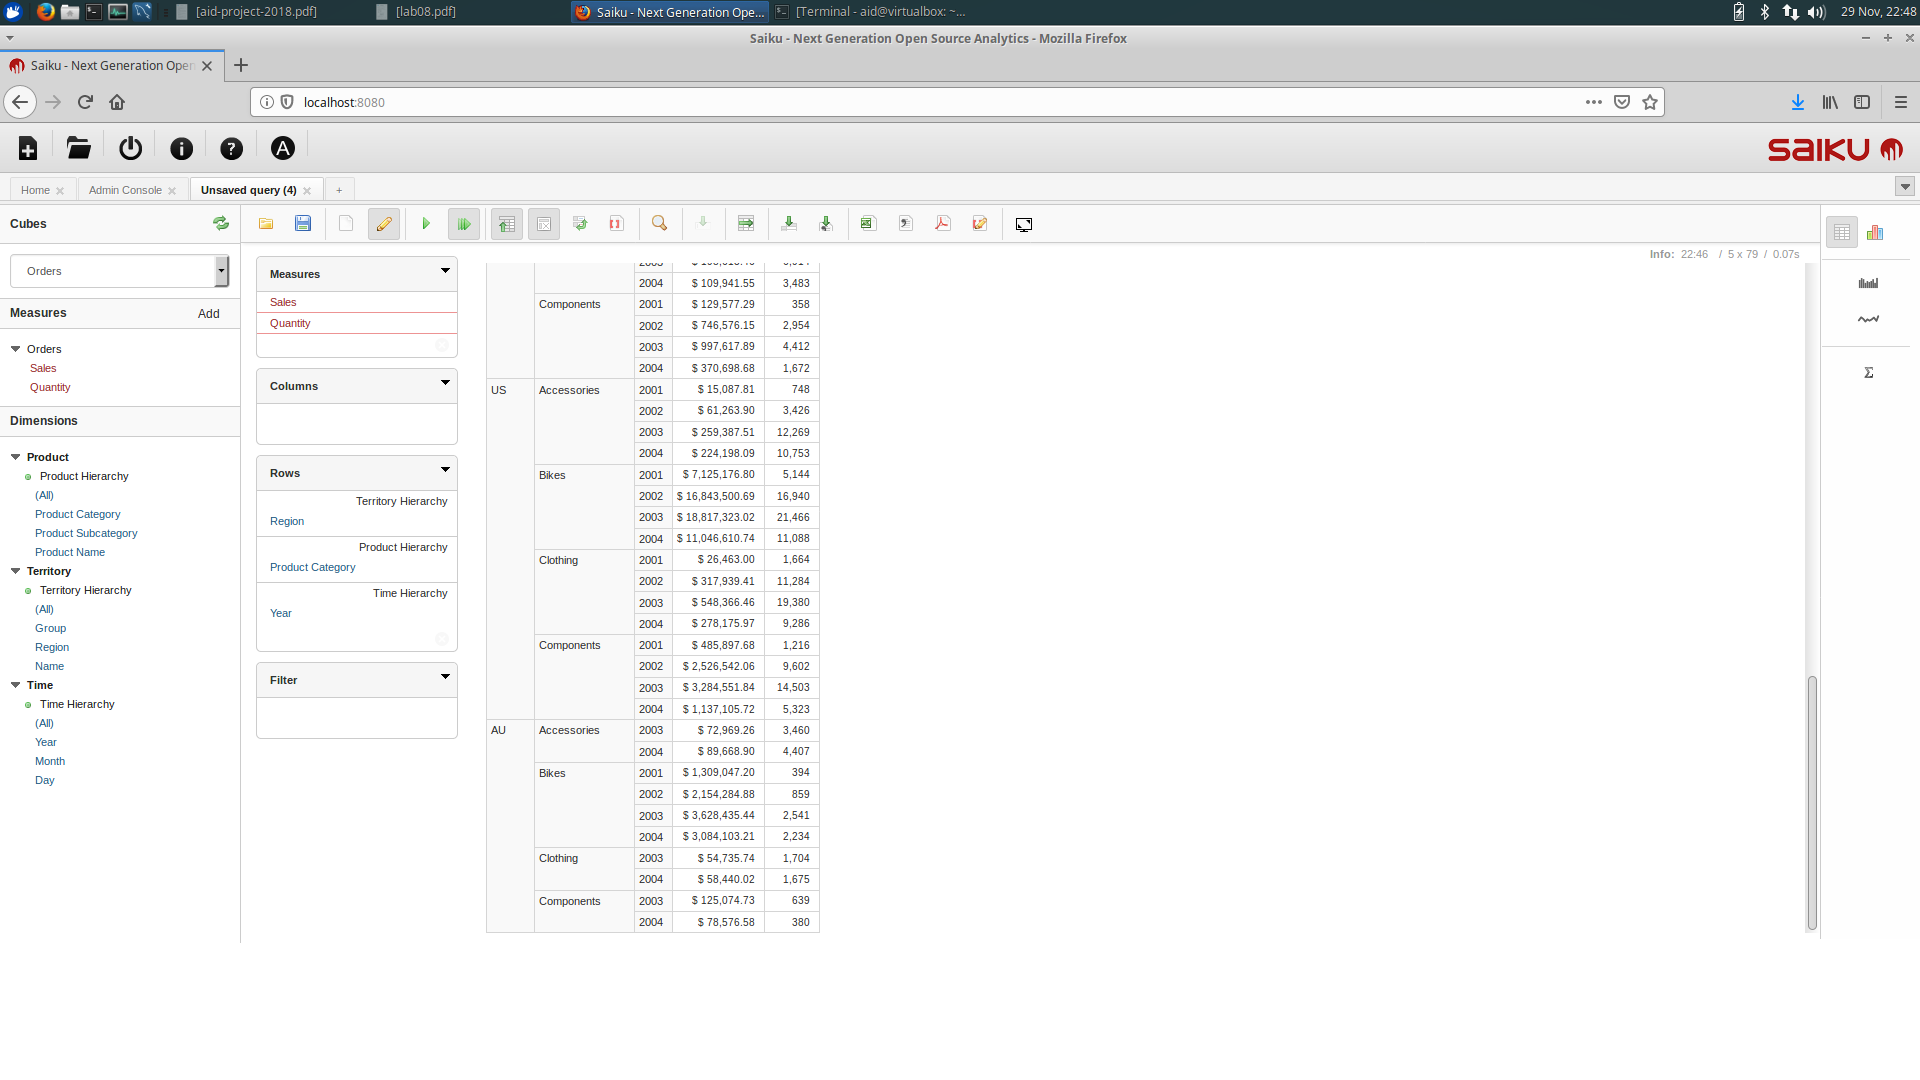 [aid-project-2018.pdf] [lab08.pdf] Saiku - Next Generation Ope... [Terminal - aid@virtualbox: ~... 29 Nov, 22:48
Saiku - Next Generation Open Source Analytics - Mozilla Firefox
Saiku - Next Generation Open
localhost:8080
saiku
Home Admin Console Unsaved query (4) +
Cubes
Orders
Measures Add
Orders
Sales
Quantity
Dimensions
Product
Product Hierarchy
(All)
Product Category
Product Subcategory
Product Name
Territory
Territory Hierarchy
(All)
Group
Region
Name
Time
Time Hierarchy
(All)
Year
Month
Day
Measures
Sales
Quantity
Columns
Rows
Territory Hierarchy
Region
Product Hierarchy
Product Category
Time Hierarchy
Year
Filter
Info: 22:46 / 5 x 79 / 0.07s
2004 $ 109,941.55 3,483
Components 2001 $ 129,577.29 358
2002 $ 746,576.15 2,954
2003 $ 997,617.89 4,412
2004 $ 370,698.68 1,672
US Accessories 2001 $ 15,087.81 748
2002 $ 61,263.90 3,426
2003 $ 259,387.51 12,269
2004 $ 224,198.09 10,753
Bikes 2001 $ 7,125,176.80 5,144
2002 $ 16,843,500.69 16,940
2003 $ 18,817,323.02 21,466
2004 $ 11,046,610.74 11,088
Clothing 2001 $ 26,463.00 1,664
2002 $ 317,939.41 11,284
2003 $ 548,366.46 19,380
2004 $ 278,175.97 9,286
Components 2001 $ 485,897.68 1,216
2002 $ 2,526,542.06 9,602
2003 $ 3,284,551.84 14,503
2004 $ 1,137,105.72 5,323
AU Accessories 2003 $ 72,969.26 3,460
2004 $ 89,668.90 4,407
Bikes 2001 $ 1,309,047.20 394
2002 $ 2,154,284.88 859
2003 $ 3,628,435.44 2,541
2004 $ 3,084,103.21 2,234
Clothing 2003 $ 54,735.74 1,704
2004 $ 58,440.02 1,675
Components 2003 $ 125,074.73 639
2004 $ 78,576.58 380
Σ